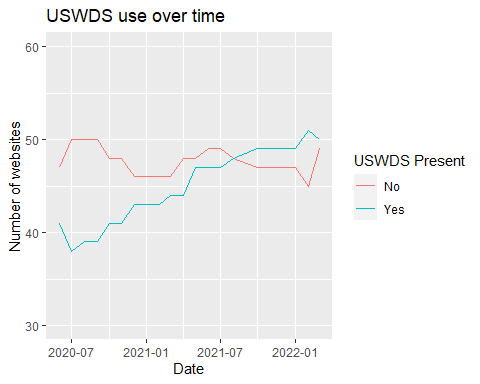 USWDS use over time
60
50
40
30
Number of websites
2020-07
2021-01
2021-07
2022-01
Date
USWDS Present
No
Yes